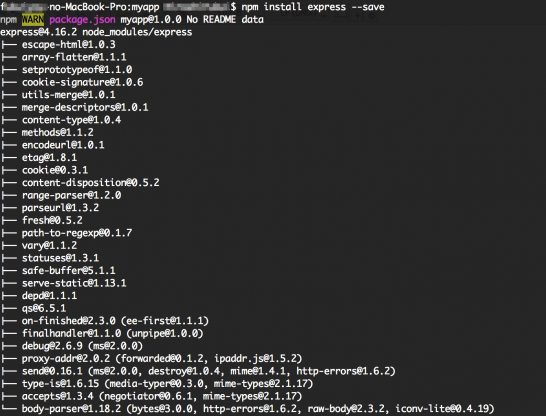 -no-MacBook-Pro:myapp $ npm install express --save
npm WARN package.json myapp@1.0.0 No README data
express@4.16.2 node_modules/express
├── escape-html@1.0.3
├── array-flatten@1.1.1
├── setprototypeof@1.1.0
├── cookie-signature@1.0.6
├── utils-merge@1.0.1
├── merge-descriptors@1.0.1
├── content-type@1.0.4
├── methods@1.1.2
├── encodeurl@1.0.1
├── etag@1.8.1
├── cookie@0.3.1
├── content-disposition@0.5.2
├── range-parser@1.2.0
├── parseurl@1.3.2
├── fresh@0.5.2
├── path-to-regexp@0.1.7
├── vary@1.1.2
├── statuses@1.3.1
├── safe-buffer@5.1.1
├── serve-static@1.13.1
├── depd@1.1.1
├── qs@6.5.1
├── on-finished@2.3.0 (ee-first@1.1.1)
├── finalhandler@1.1.0 (unpipe@1.0.0)
├── debug@2.6.9 (ms@2.0.0)
├── proxy-addr@2.0.2 (forwarded@0.1.2, ipaddr.js@1.5.2)
├── send@0.16.1 (ms@2.0.0, destroy@1.0.4, mime@1.4.1, http-errors@1.6.2)
├── type-is@1.6.15 (media-typer@0.3.0, mime-types@2.1.17)
├── accepts@1.3.4 (negotiator@0.6.1, mime-types@2.1.17)
└── body-parser@1.18.2 (bytes@3.0.0, http-errors@1.6.2, raw-body@2.3.2, iconv-lite@0.4.19)